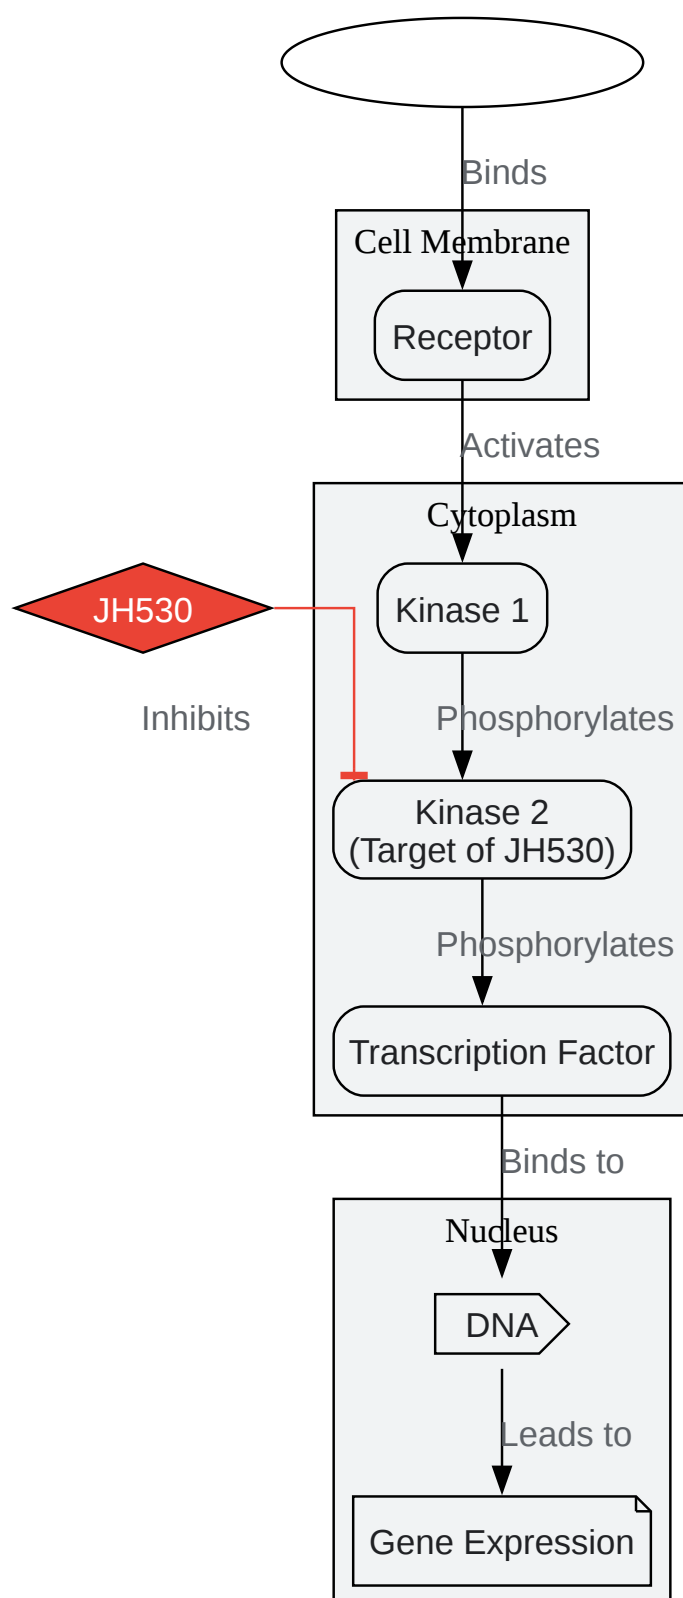 Binds
Cell Membrane
Receptor
Activates
Cytoplasm
JH530
Kinase 1
Inhibits
Phosphorylates
Kinase 2
(Target of JH530)
Phosphorylates
Transcription Factor
Binds to
Nucleus
DNA
Leads to
Gene Expression